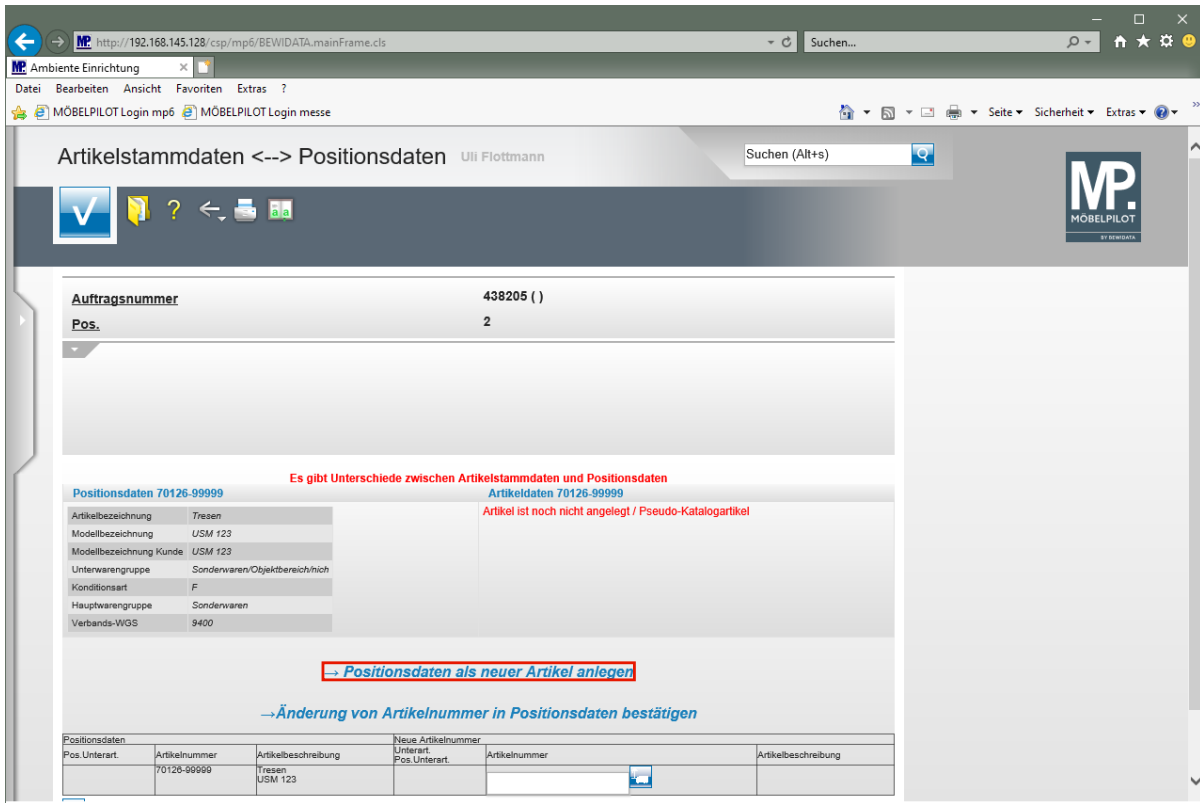 http://192.168.145.128/csp/mp6/BEWIDATA.mainFrame.cls
Suchen...
MP. Ambiente Einrichtung
Datei Bearbeiten Ansicht Favoriten Extras ?
MÖBELPILOT Login mp6 MÖBELPILOT Login messe
Seite Sicherheit Extras
Artikelstammdaten <--> Positionsdaten Uli Flottmann
Suchen (Alt+s)
MP.
MÖBELPILOT
BY BEWIDATA
Auftragsnummer 438205 ( )
Pos. 2
Es gibt Unterschiede zwischen Artikelstammdaten und Positionsdaten
Positionsdaten 70126-99999 Artikeldaten 70126-99999
Artikelbezeichnung Tresen
Artikel ist noch nicht angelegt / Pseudo-Katalogartikel
Modellbezeichnung USM 123
Modellbezeichnung Kunde USM 123
Unterwarengruppe Sonderwaren/Objektbereich/nich
Konditionsart F
Hauptwarengruppe Sonderwaren
Verbands-WGS 9400
→ Positionsdaten als neuer Artikel anlegen
→Änderung von Artikelnummer in Positionsdaten bestätigen
Positionsdaten Neue Artikelnummer
Pos.Unterart. Artikelnummer Artikelbeschreibung Unterart. Pos.Unterart. Artikelnummer Artikelbeschreibung
70126-99999 Tresen
USM 123